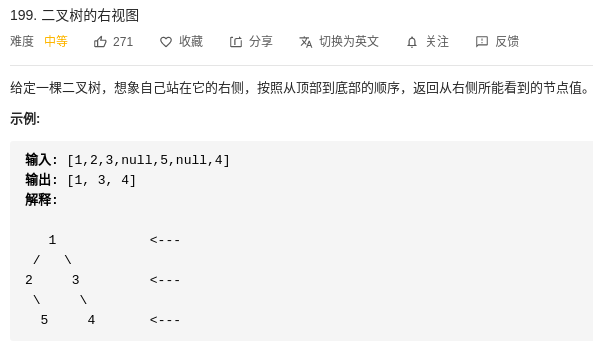 199. 二叉树的右视图
难度 中等 271 收藏 分享 切换为英文 关注 反馈
给定一棵二叉树，想象自己站在它的右侧，按照从顶部到底部的顺序，返回从右侧所能看到的节点值。
示例:
输入: [1,2,3,null,5,null,4]
输出: [1, 3, 4]
解释:
   1            <---
 /   \
2     3         <---
 \     \
  5     4       <---